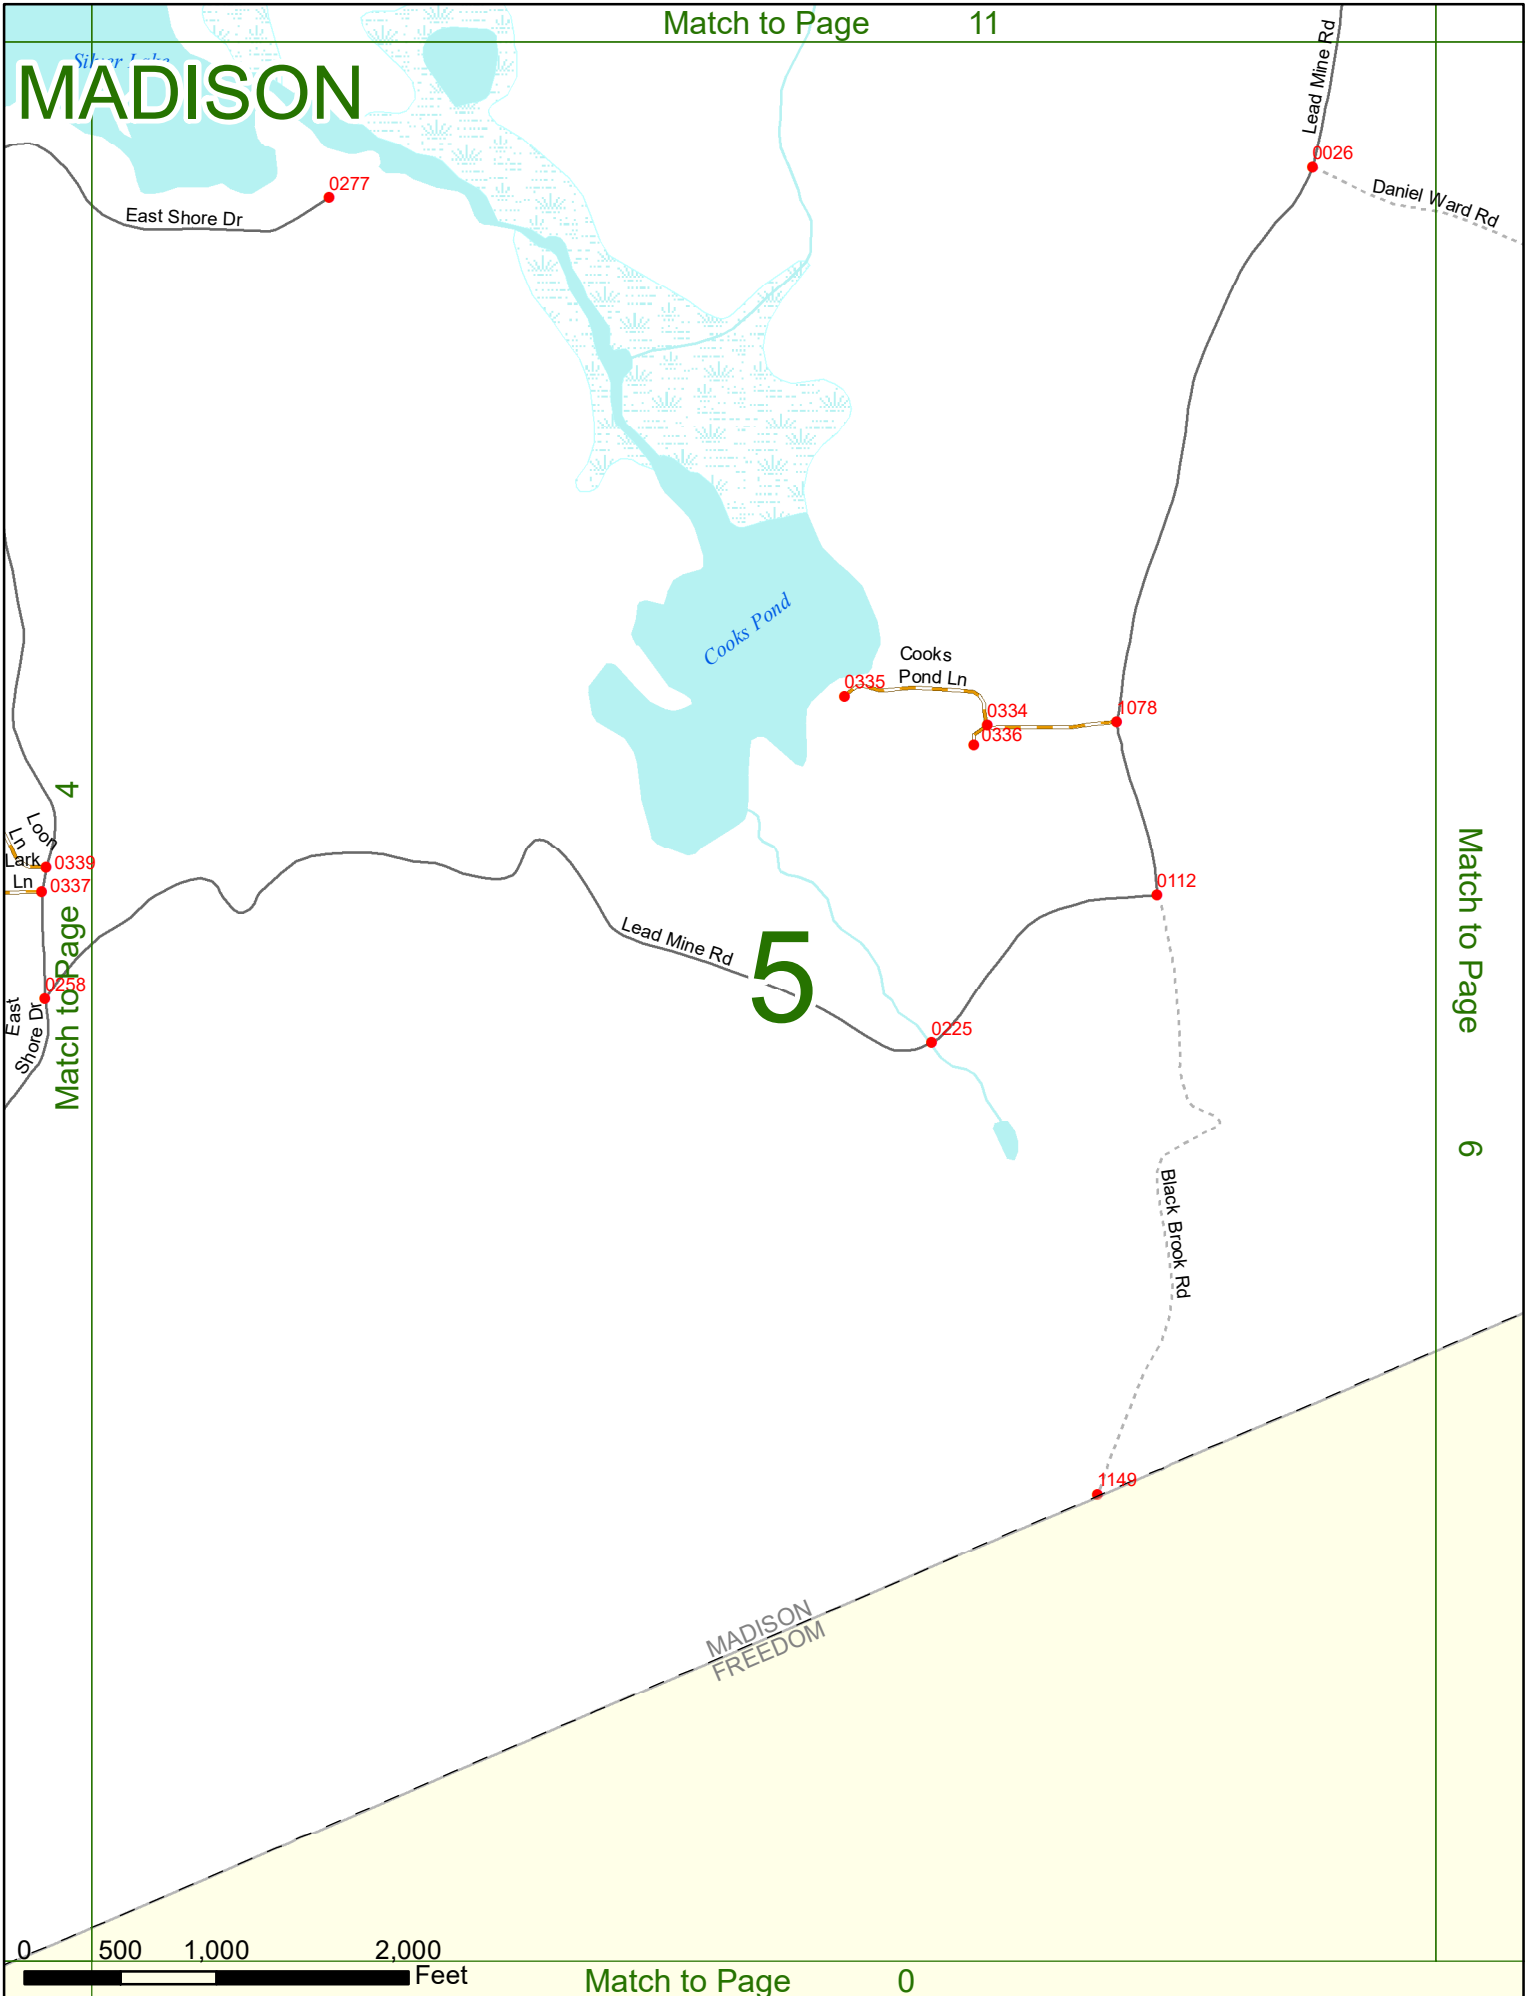 Match to Page 11
Silver Lake
MADISON
Lead Mine Rd
0026
Daniel Ward Rd
0277
East Shore Dr
Cooks Pond
Cooks
Pond Ln
0335
0334
0336
1078
4
Match to Page
Loon
Ln
Lark
Ln
0339
0337
0258
East
Shore Dr
Lead Mine Rd
5
0112
0225
Match to Page
6
Black Brook Rd
1149
MADISON
FREEDOM
0 500 1,000 2,000
Feet
Match to Page 0